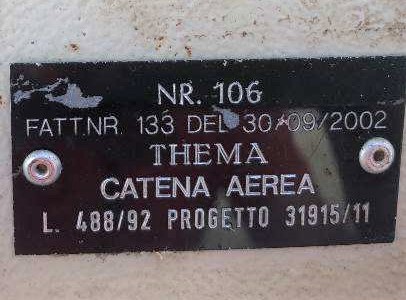 NR. 106
FATT.NR. 133 DEL 30/09/2002
THEMA
CATENA AEREA
L. 488/92 PROGETTO 31915/11